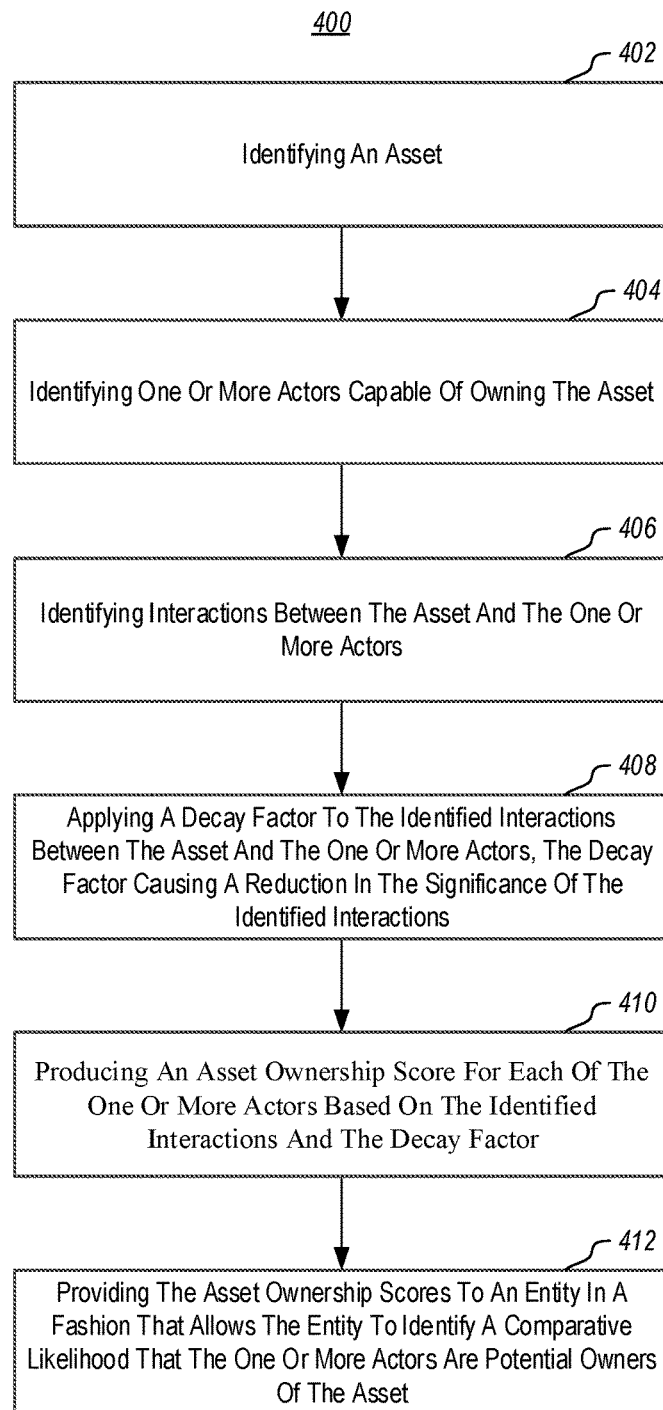 400
402
Identifying An Asset
404
Identifying One Or More Actors Capable Of Owning The Asset
406
Identifying Interactions Between The Asset And The One Or
More Actors
408
Applying A Decay Factor To The Identified Interactions
Between The Asset And The One Or More Actors, The Decay
Factor Causing A Reduction In The Significance Of The
Identified Interactions
410
Producing An Asset Ownership Score For Each Of The
One Or More Actors Based On The Identified
Interactions And The Decay Factor
412
Providing The Asset Ownership Scores To An Entity In A
Fashion That Allows The Entity To Identify A Comparative
Likelihood That The One Or More Actors Are Potential Owners
Of The Asset